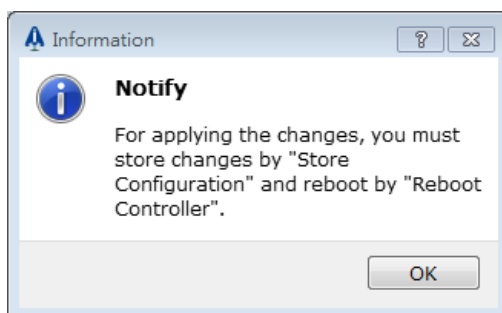 Information
Notify
For applying the changes, you must
store changes by "Store
Configuration" and reboot by "Reboot
Controller".
OK